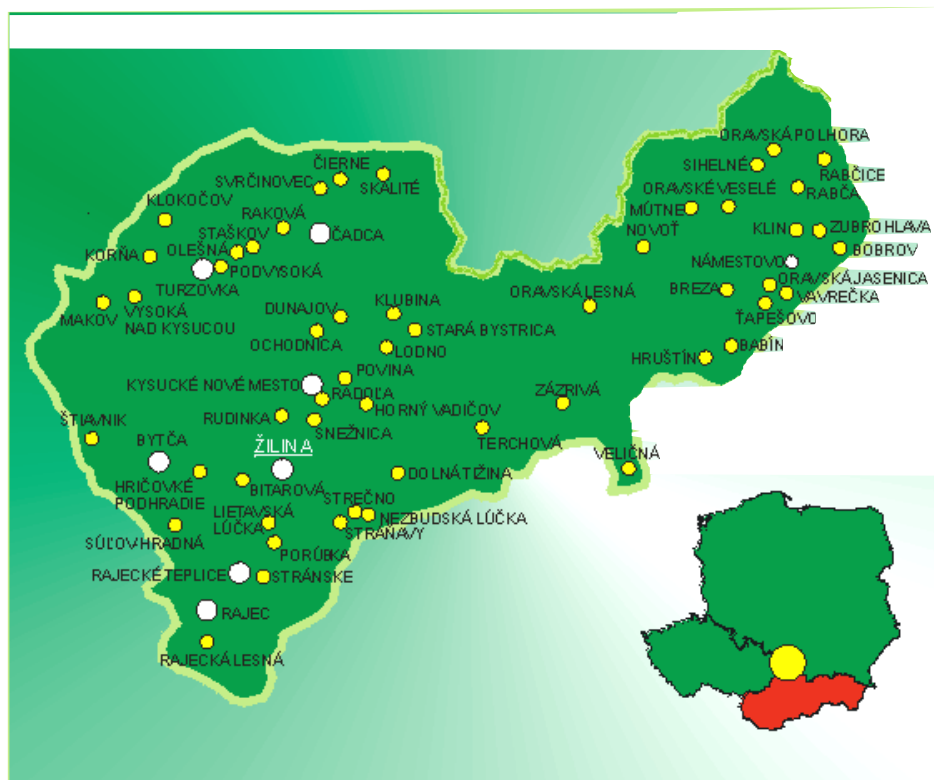 ORAVSKÁ POLHORA
ČIERNE
SIHELNÉ
RABČICE
SVRČINOVEC
SKALITÉ
ORAVSKÉ VESELÉ
RABČA
KLOKOČOV
RAKOVÁ
MÚTNE
STAŠKOV
ČADCA
KLIN
ZUBROHLAVA
KORŇA
OLEŠNÁ
NOVOŤ
BOBROV
PODVYSOKÁ
NÁMESTOVO
TURZOVKA
ORAVSKÁ JASENICA
ORAVSKÁ LESNÁ
BREZA
VAVREČKA
MAKOV
VYSOKÁ
NAD KYSUCOU
DUNAJOV
KLUBINA
ŤAPEŠOVO
OCHODNICA
STARÁ BYSTRICA
LODNO
BABÍN
HRUŠTÍN
POVINA
KYSUCKÉ NOVÉ MESTO
RADOĽA
ZÁZRIVÁ
HORNÝ VADIČOV
ŠTIAVNIK
RUDINKA
SNEŽNICA
TERCHOVÁ
BYTČA
ŽILINA
VELIČNÁ
DOLNÁ TIŽINA
HRIČOVKÉ
PODHRADIE
BITAROVÁ
STREČNO
LIETAVSKÁ
LÚČKA
NEZBUDSKÁ LÚČKA
STRÁŇAVY
SÚĽOV-HRADNÁ
PORÚBKA
RAJECKÉ TEPLICE
STRÁNSKE
RAJEC
RAJECKÁ LESNÁ